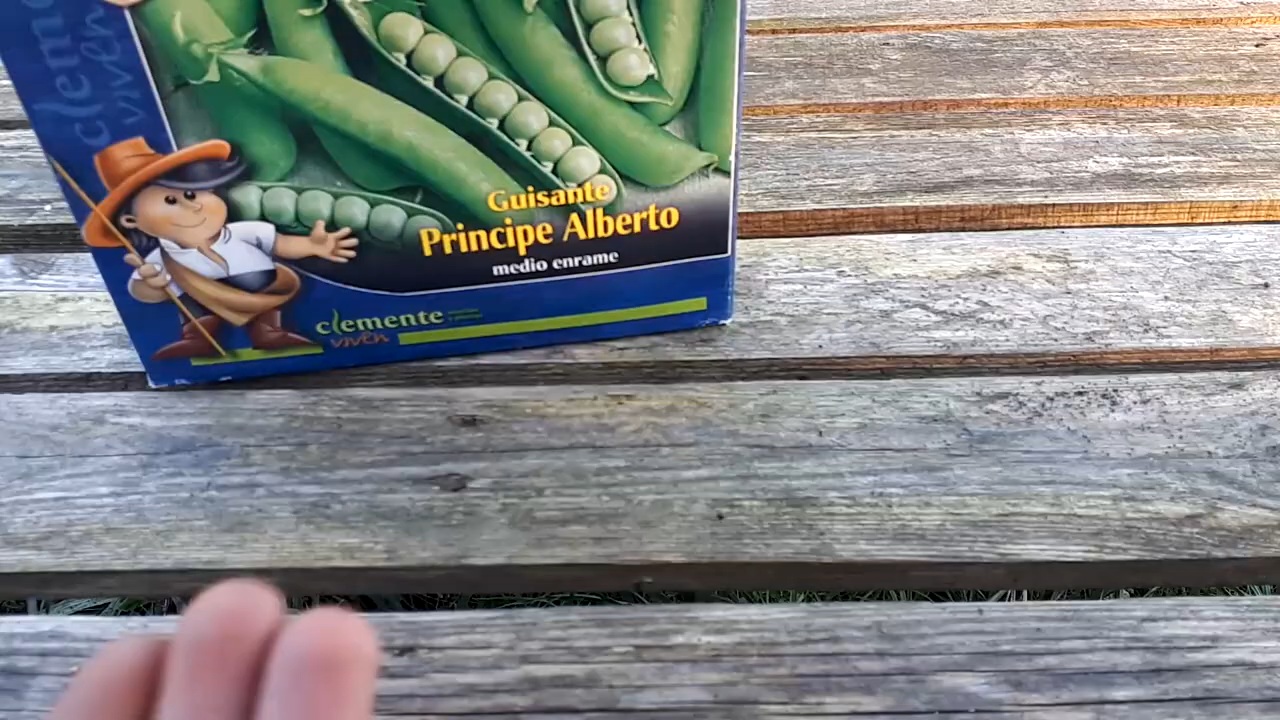 Guisante
Principe Alberto
medio enrame
clemente
viven